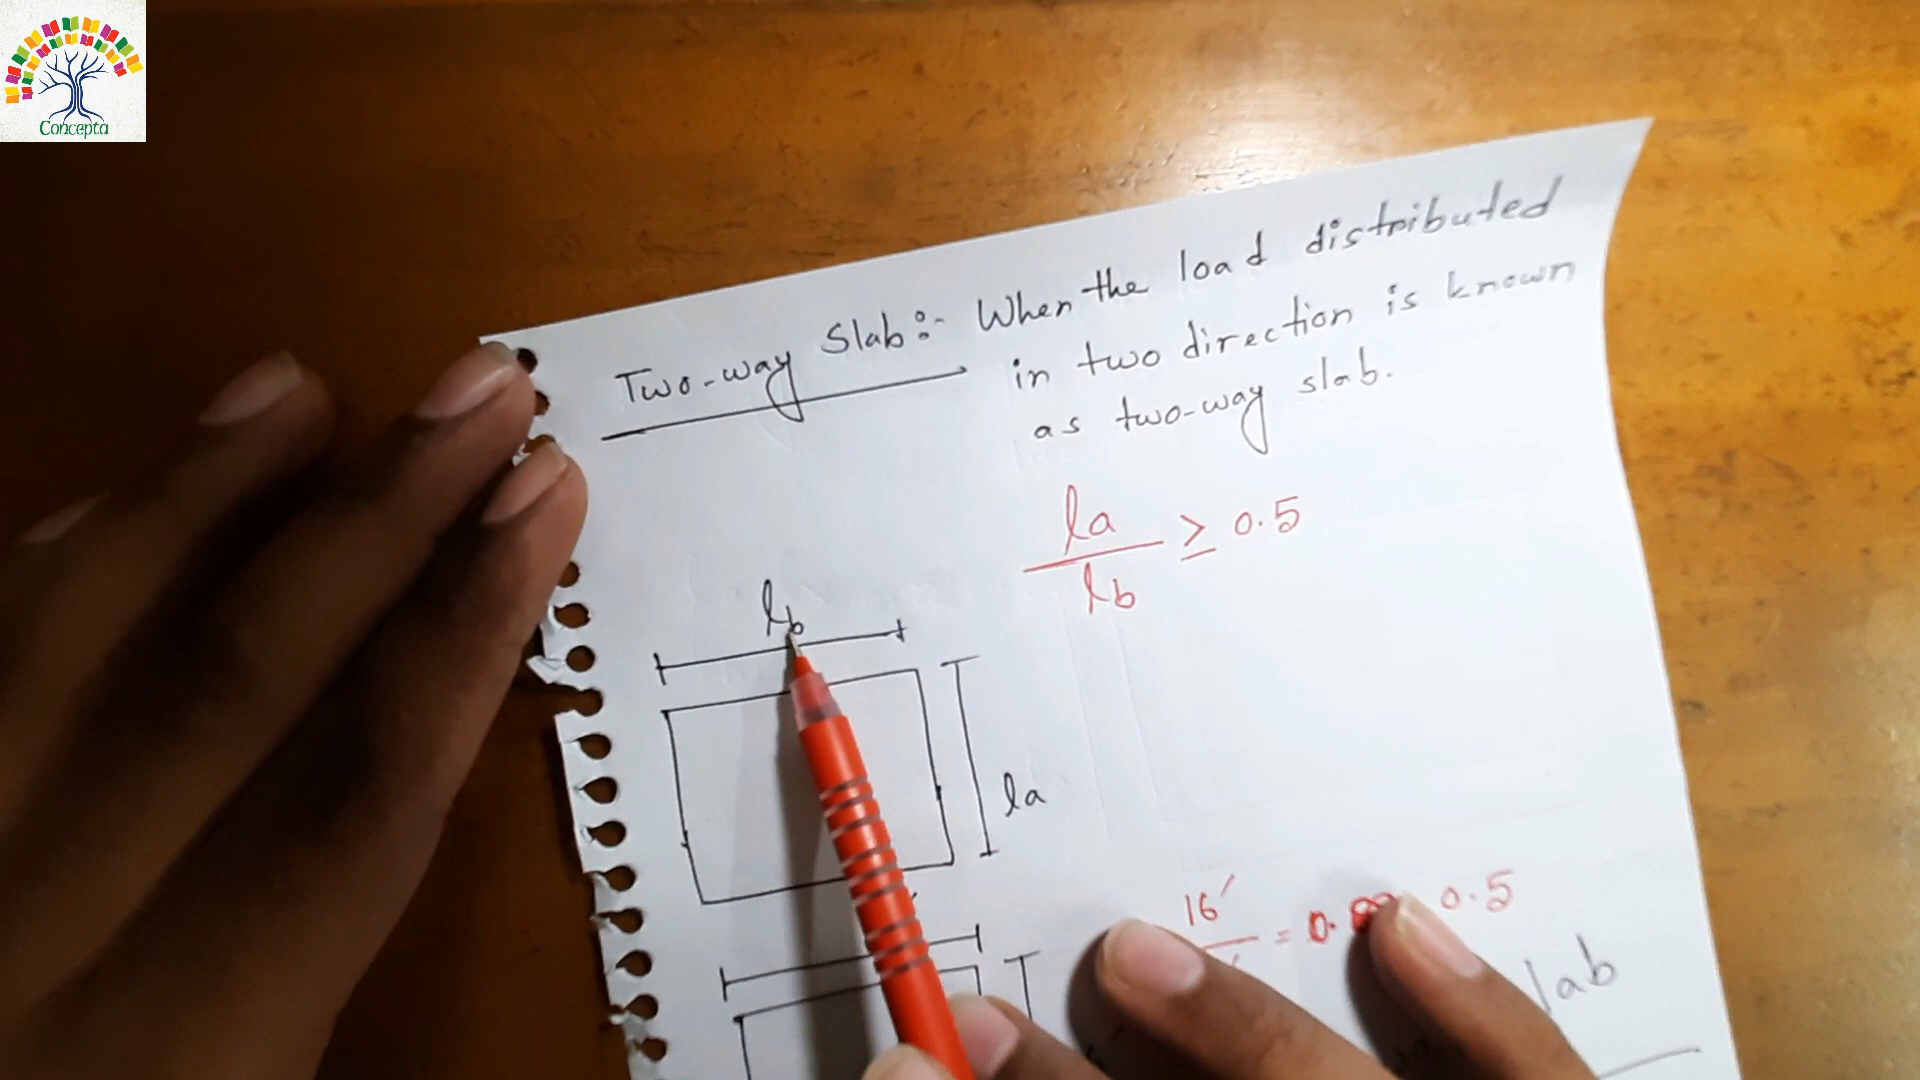 Concepta
Two-way Slab:- When the load distributed
in two direction is known
as two-way slab.
la
lb
≥ 0.5
lb
la
16'
= 0.
0.5